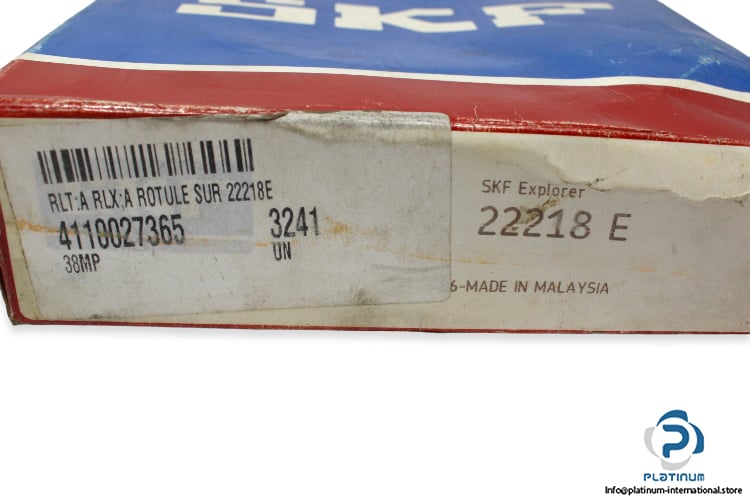 SKF
RLT:A RLX;A ROTULE SUR 22218E
4110027365 3241
38MP UN
SKF Explorer
22218 E
6-MADE IN MALAYSIA
PLATINUM
Info@platinum-international.store